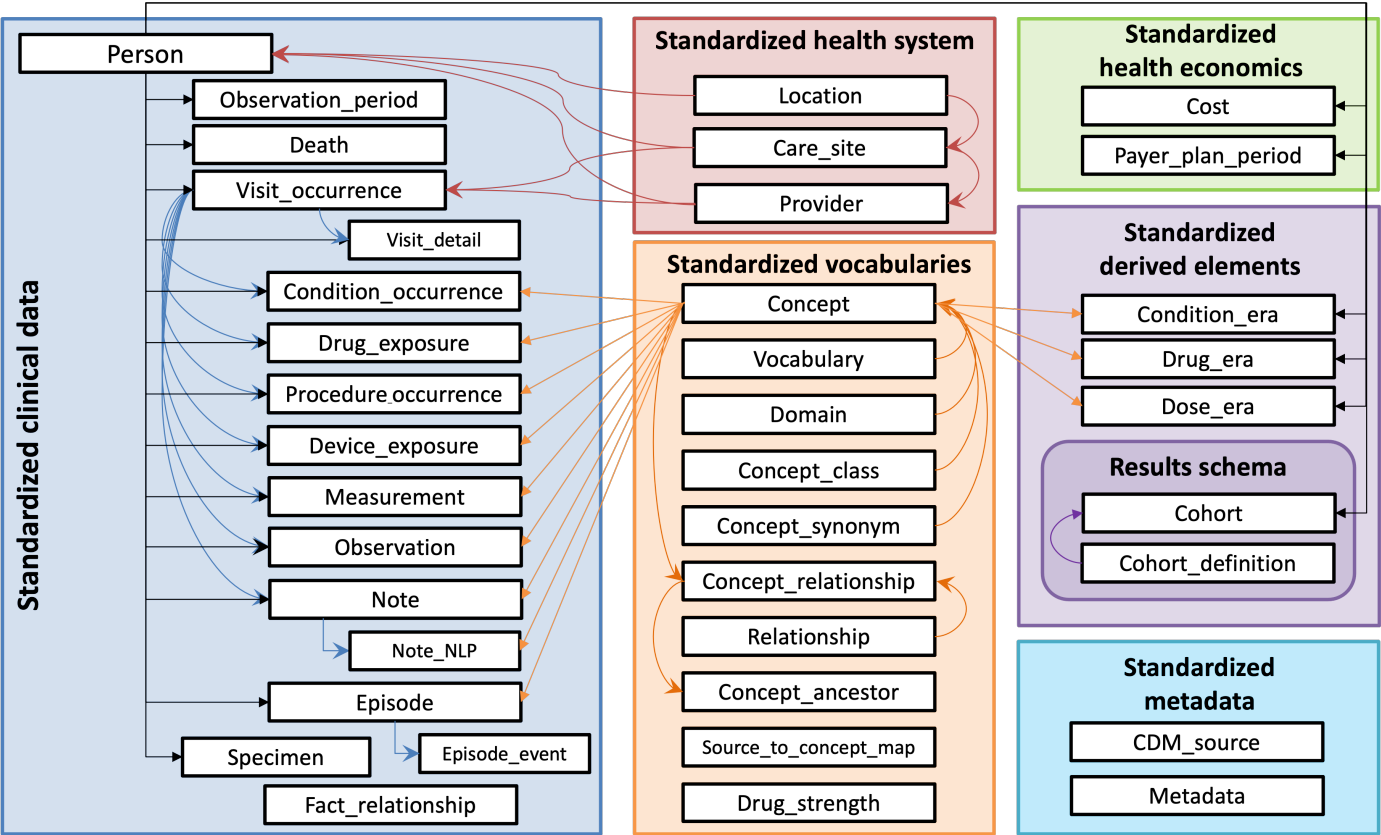 Standardized clinical data
Person
Observation_period
Death
Visit_occurrence
Visit_detail
Condition_occurrence
Drug_exposure
Procedure_occurrence
Device_exposure
Measurement
Observation
Note
Note_NLP
Episode
Episode_event
Specimen
Fact_relationship
Standardized health system
Location
Care_site
Provider
Standardized vocabularies
Concept
Vocabulary
Domain
Concept_class
Concept_synonym
Concept_relationship
Relationship
Concept_ancestor
Source_to_concept_map
Drug_strength
Standardized
health economics
Cost
Payer_plan_period
Standardized
derived elements
Condition_era
Drug_era
Dose_era
Results schema
Cohort
Cohort_definition
Standardized
metadata
CDM_source
Metadata